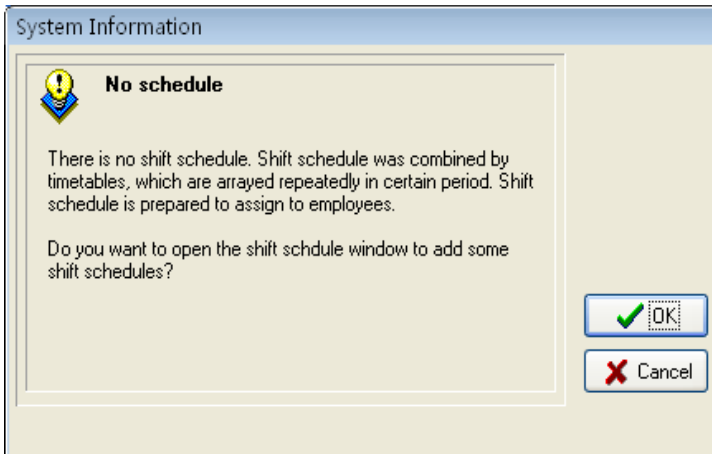 System Information
No schedule
There is no shift schedule. Shift schedule was combined by
timetables, which are arrayed repeatedly in certain period. Shift
schedule is prepared to assign to employees.
Do you want to open the shift schdule window to add some
shift schedules?
OK
Cancel